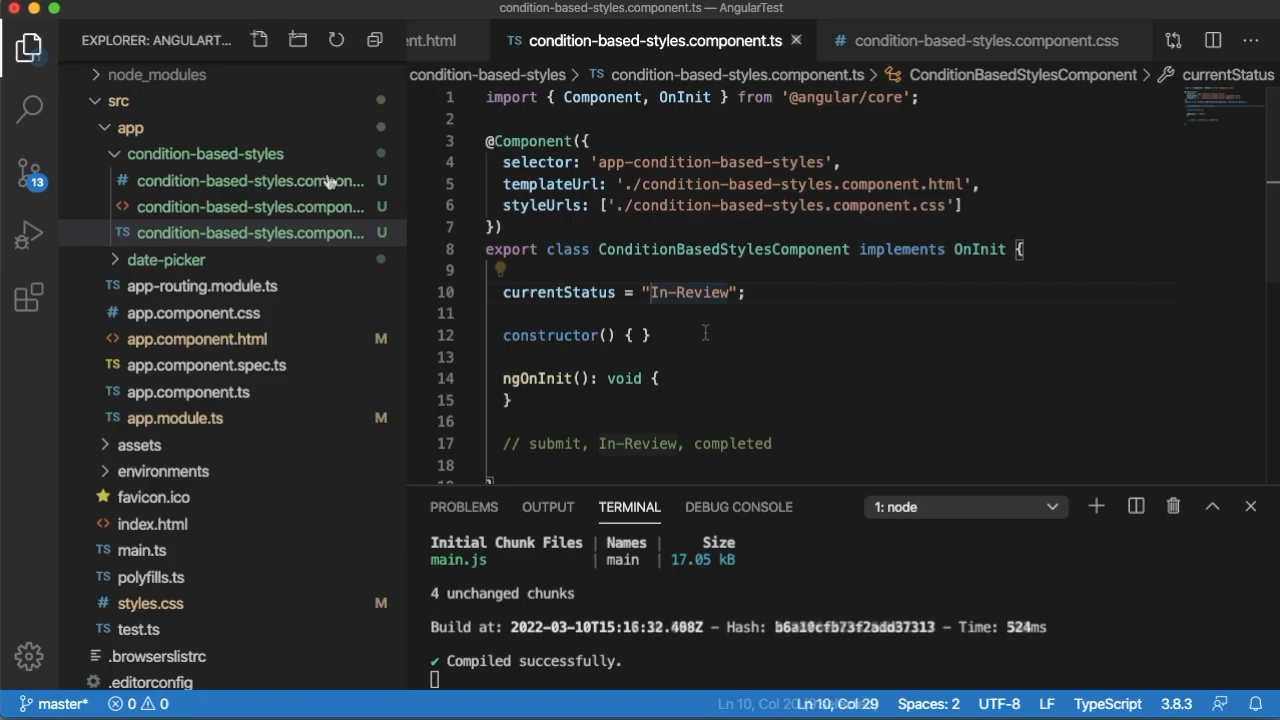 condition-based-styles.component.ts — AngularTest
EXPLORER: ANGULART...
ent.html
TS condition-based-styles.component.ts
# condition-based-styles.component.css
condition-based-styles > TS condition-based-styles.component.ts > ConditionBasedStylesComponent > currentStatus
node_modules
src
app
condition-based-styles
# condition-based-styles.compon... U
<> condition-based-styles.compon... U
TS condition-based-styles.compon... U
date-picker
TS app-routing.module.ts
# app.component.css
<> app.component.html M
TS app.component.spec.ts
TS app.component.ts
TS app.module.ts M
assets
environments
favicon.ico
<> index.html
TS main.ts
TS polyfills.ts
# styles.css M
TS test.ts
.browserslistrc
.editorconfig
13
1 import { Component, OnInit } from '@angular/core';
2
3 @Component({
4 selector: 'app-condition-based-styles',
5 templateUrl: './condition-based-styles.component.html',
6 styleUrls: ['./condition-based-styles.component.css']
7 })
8 export class ConditionBasedStylesComponent implements OnInit {
9
10 currentStatus = "In-Review";
11
12 constructor() { }
13
14 ngOnInit(): void {
15 }
16
17 // submit, In-Review, completed
18
}
PROBLEMS OUTPUT TERMINAL DEBUG CONSOLE 1: node
Initial Chunk Files | Names | Size
main.js | main | 17.05 kB
4 unchanged chunks
Build at: 2022-03-10T15:16:32.408Z - Hash: - Time: 524ms
✔ Compiled successfully.
master* 0 0 Ln 10, Col 29 Spaces: 2 UTF-8 LF TypeScript 3.8.3